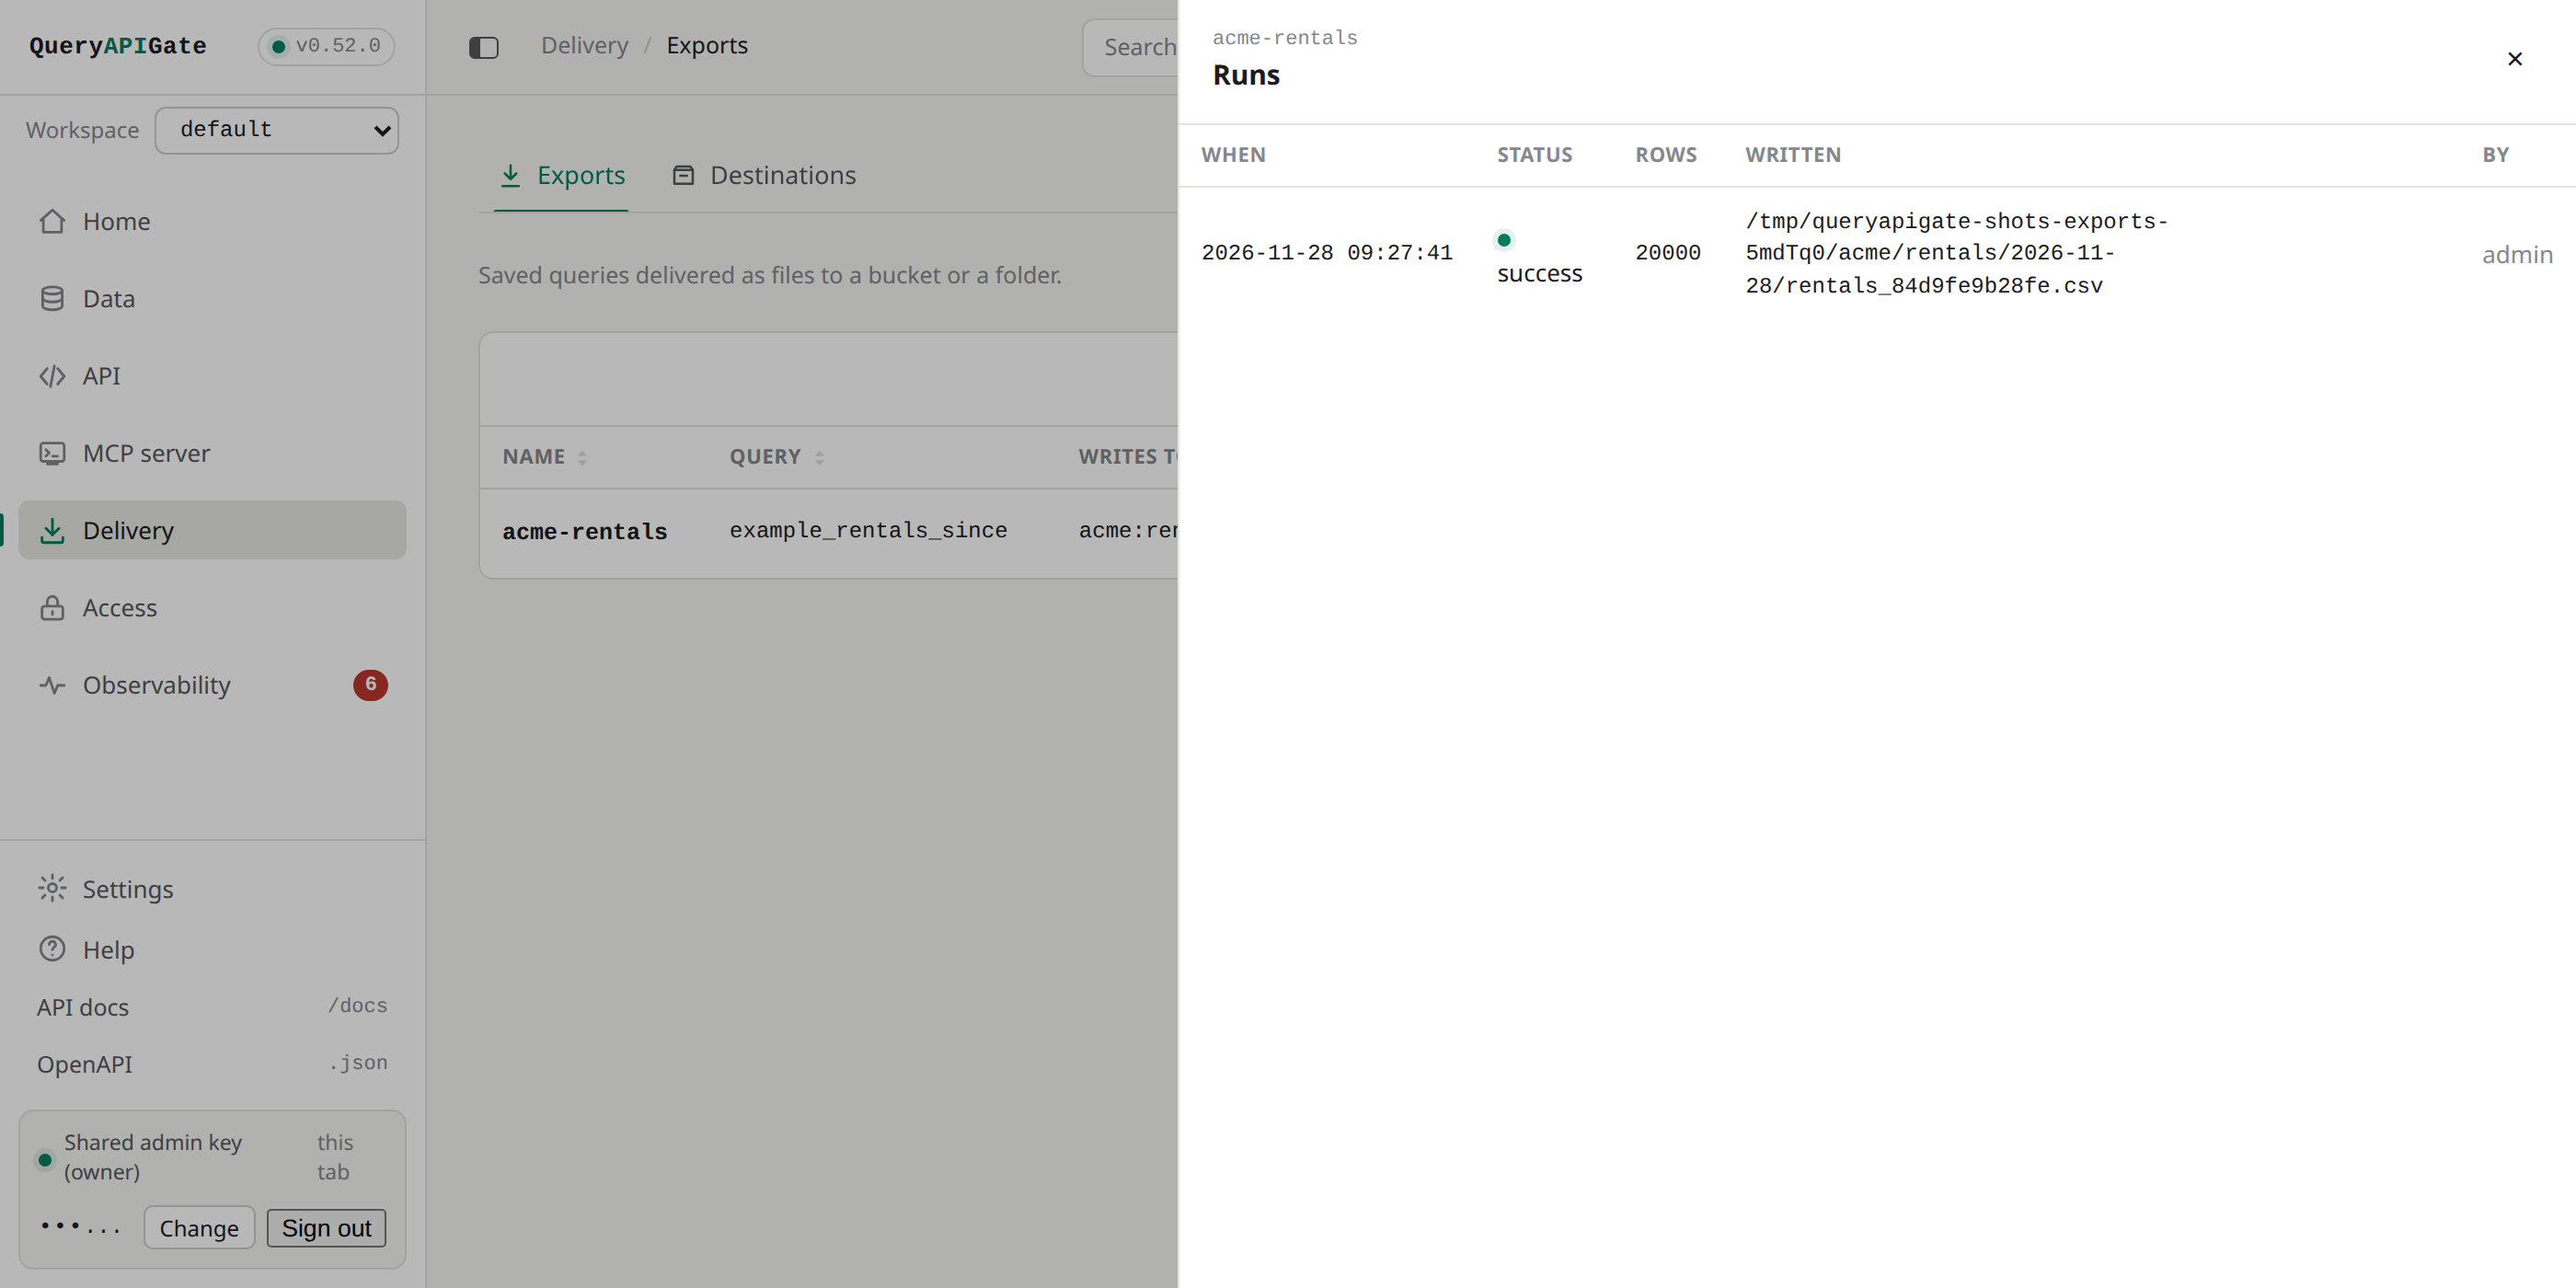 QueryAPIGate
v0.52.0
Workspace
default
Home
Data
API
MCP server
Delivery
Access
Observability
6
Settings
Help
API docs
/docs
OpenAPI
.json
Shared admin key
(owner)
this
tab
•••...
Change
Sign out
Delivery / Exports
Search
Exports
Destinations
Saved queries delivered as files to a bucket or a folder.
NAME
QUERY
WRITES
acme-rentals
example_rentals_since
acme:re
acme-rentals
Runs
×
WHEN
STATUS
ROWS
WRITTEN
BY
2026-11-28 09:27:41
success
20000
/tmp/queryapigate-shots-exports-
5mdTq0/acme/rentals/2026-11-
28/rentals_84d9fe9b28fe.csv
admin